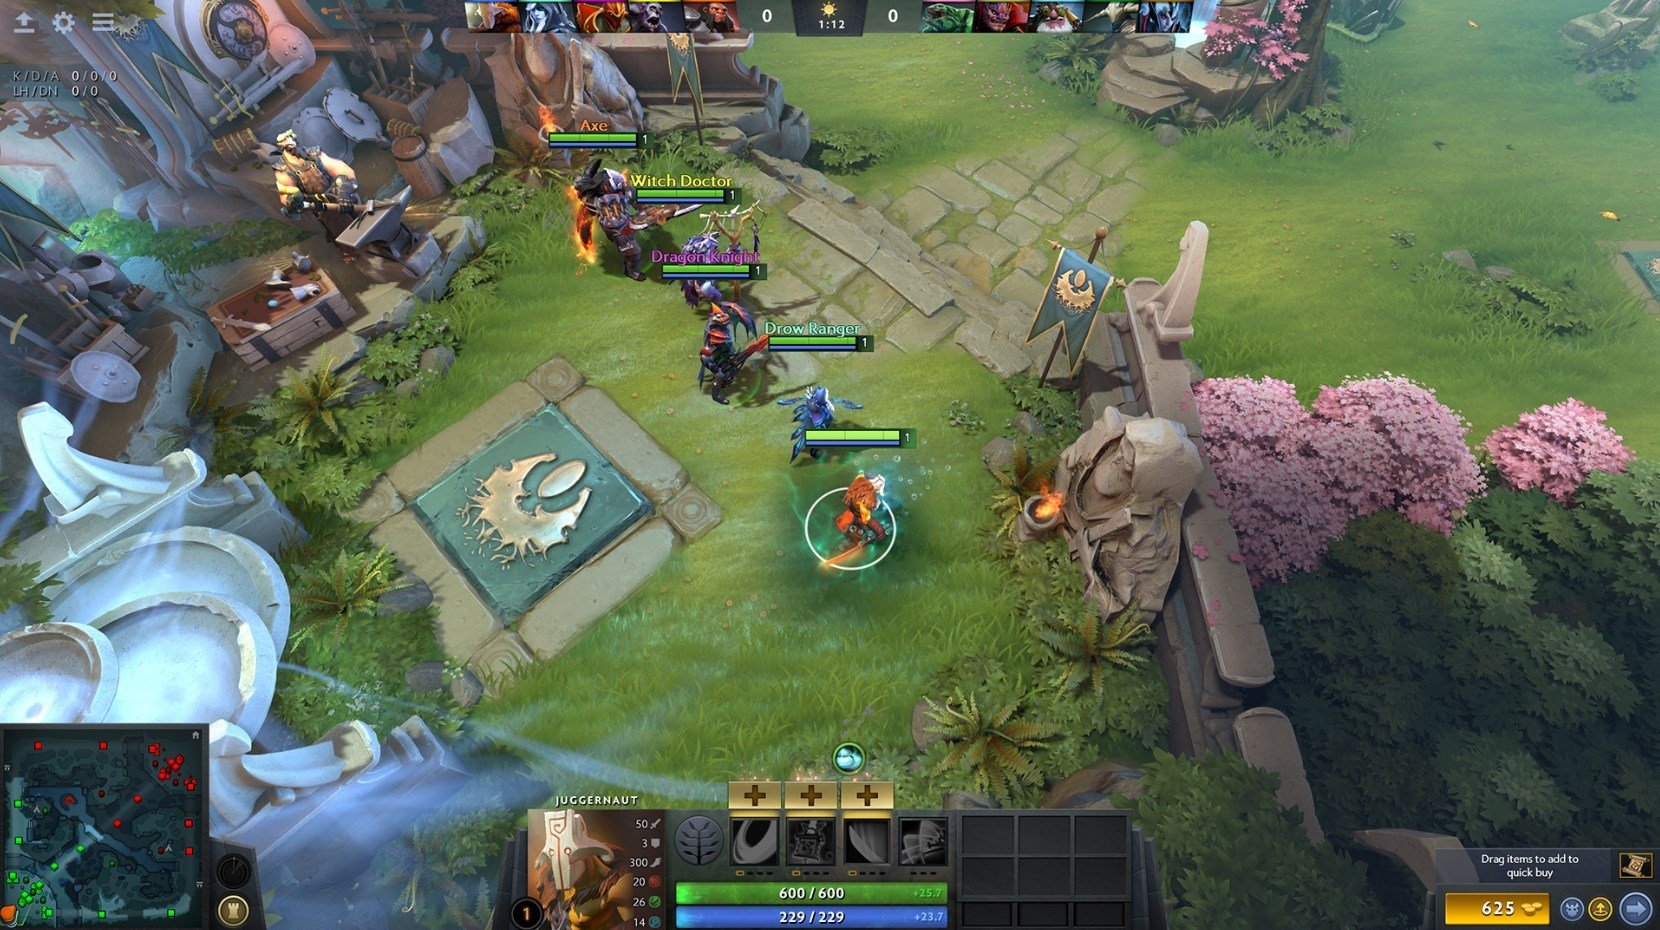 0
1:12
0
K/D/A 0/0/0
LH/DN 0/0
Axe
1
Witch Doctor
1
Dragon Knight
1
Drow Ranger
1
1
JUGGERNAUT
50
3
300
20
26
14
1
600 / 600
+25.7
229 / 229
+23.7
Drag items to add to
quick buy
625